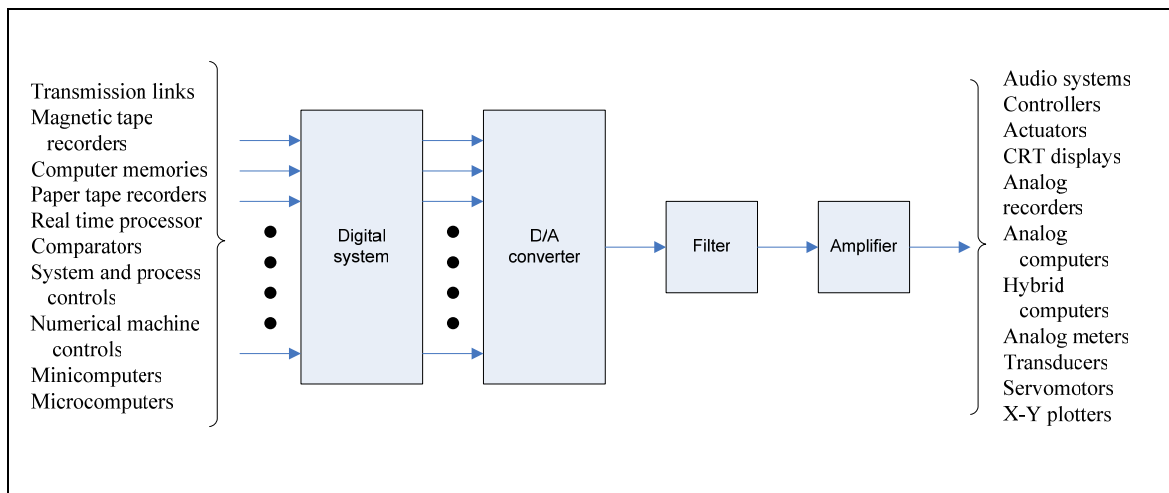 Transmission links
Magnetic tape
recorders
Computer memories
Paper tape recorders
Real time processor
Comparators
System and process
controls
Numerical machine
controls
Minicomputers
Microcomputers
Digital
system
D/A
converter
Filter
Amplifier
Audio systems
Controllers
Actuators
CRT displays
Analog
recorders
Analog
computers
Hybrid
computers
Analog meters
Transducers
Servomotors
X-Y plotters